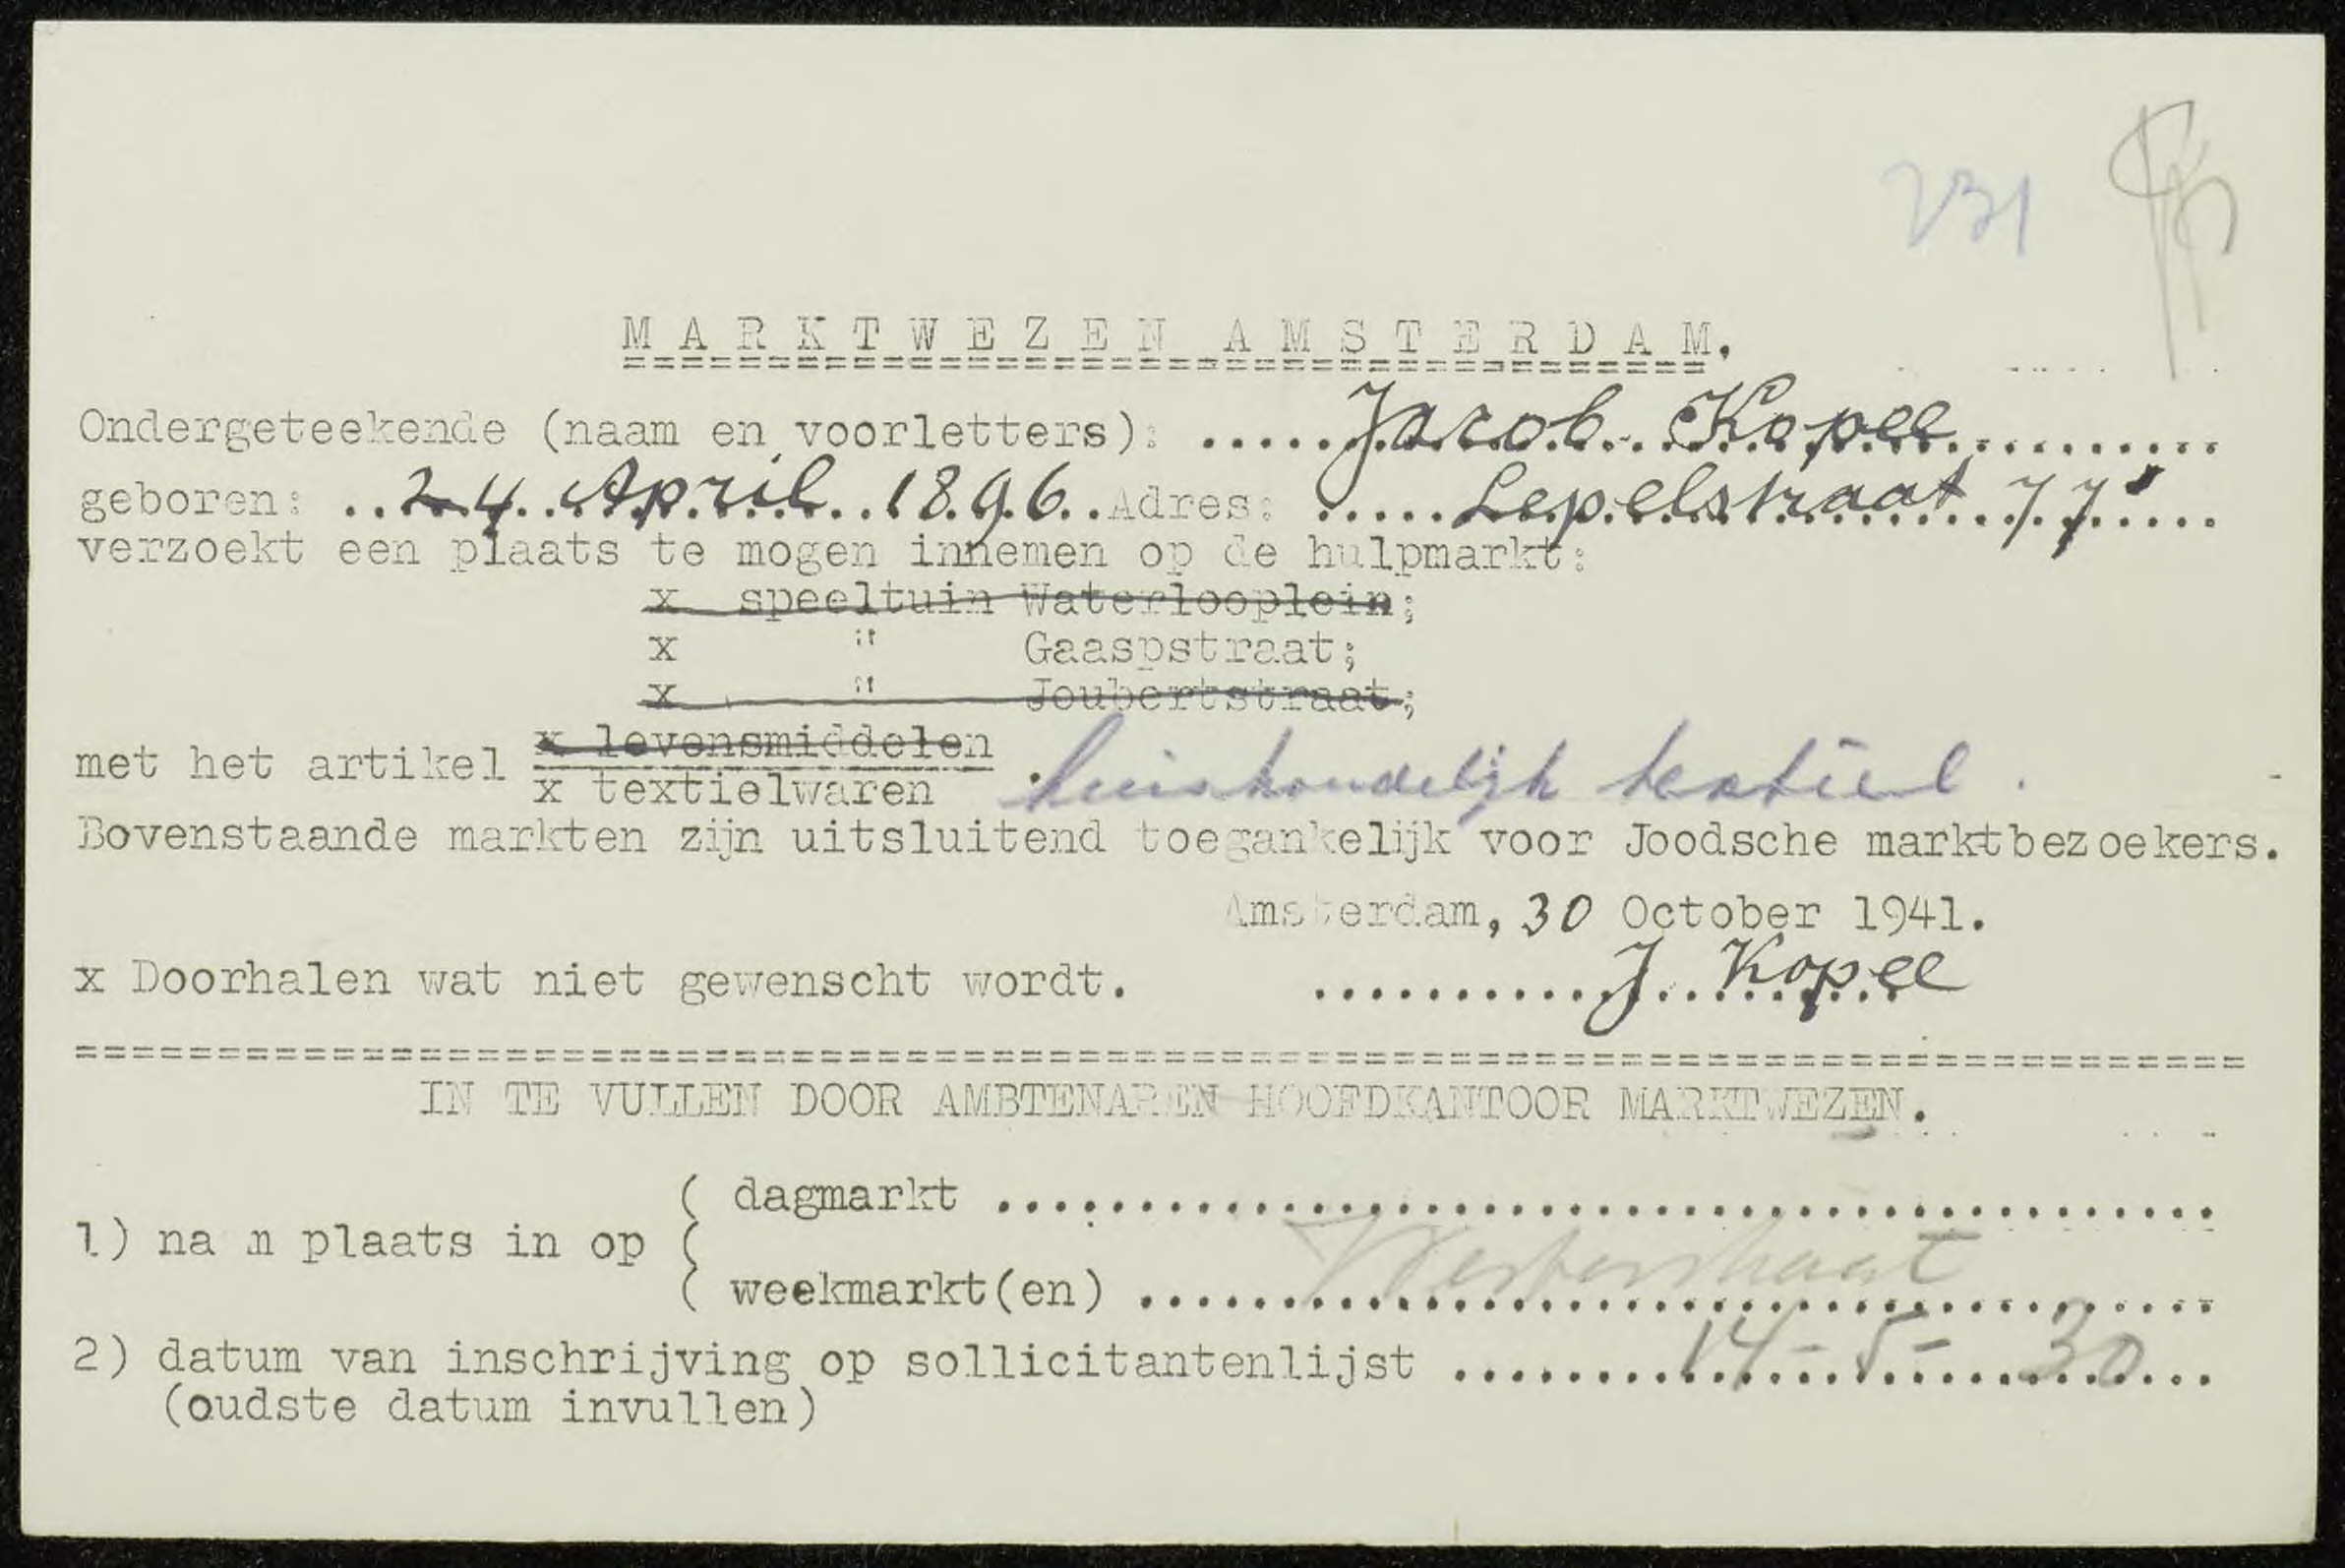 231
MARKTWEZEN AMSTERDAM.
Ondergeteekende (naam en voorletters): ..... Jacob Kopee ..........
geboren: ..24 April 1896..Adres: ..... Lepelstraat 77' .....
verzoekt een plaats te mogen innemen op de hulpmarkt:
x speeltuin Waterlooplein;
x " Gaaspstraat;
x " Joubertstraat;
met het artikel x levensmiddelen
x textielwaren . huishoudelijk textiel.
Bovenstaande markten zijn uitsluitend toegankelijk voor Joodsche marktbezoekers.
Amsterdam, 30 October 1941.
x Doorhalen wat niet gewenscht wordt. ........... J. Kopee
IN TE VULLEN DOOR AMBTENAREN HOOFDKANTOOR MARKTWEZEN.
( dagmarkt ...........................................
1) na m plaats in op (
( weekmarkt(en) ..... Westerstraat .....
2) datum van inschrijving op sollicitantenlijst ........ 14-5-30 ...
(oudste datum invullen)